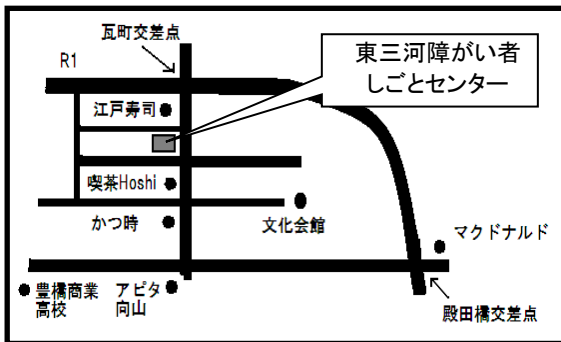 瓦町交差点
R1
東三河障がい者
しごとセンター
江戸寿司
喫茶Hoshi
かつ時
文化会館
マクドナルド
豊橋商業
高校
アピタ
向山
殿田橋交差点